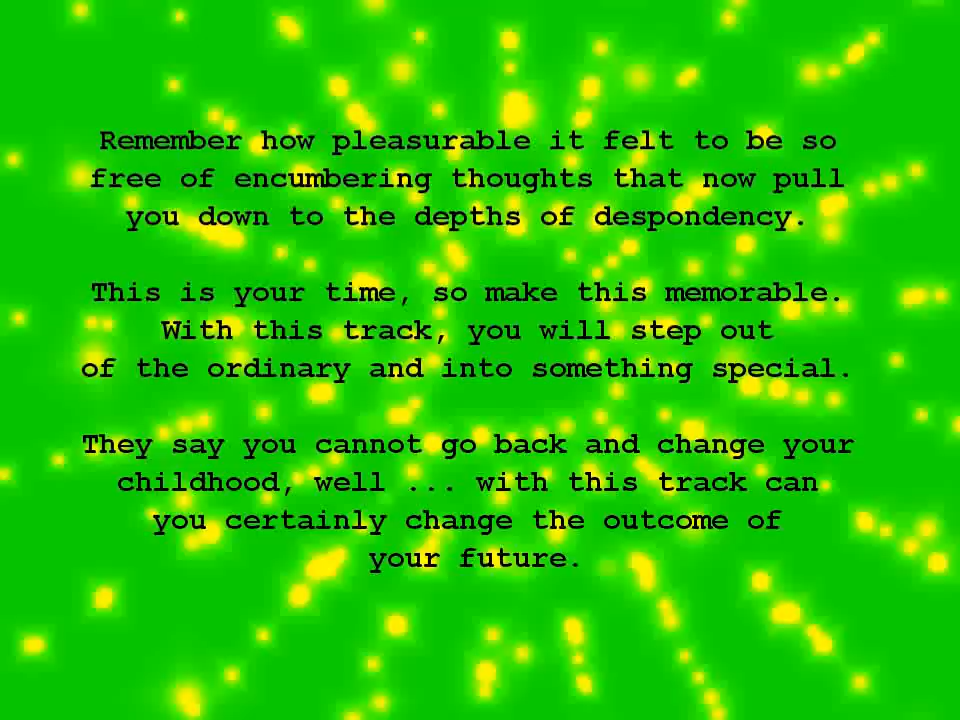 Remember how pleasurable it felt to be so
free of encumbering thoughts that now pull
you down to the depths of despondency.
This is your time, so make this memorable.
With this track, you will step out
of the ordinary and into something special.
They say you cannot go back and change your
childhood, well ... with this track can
you certainly change the outcome of
your future.